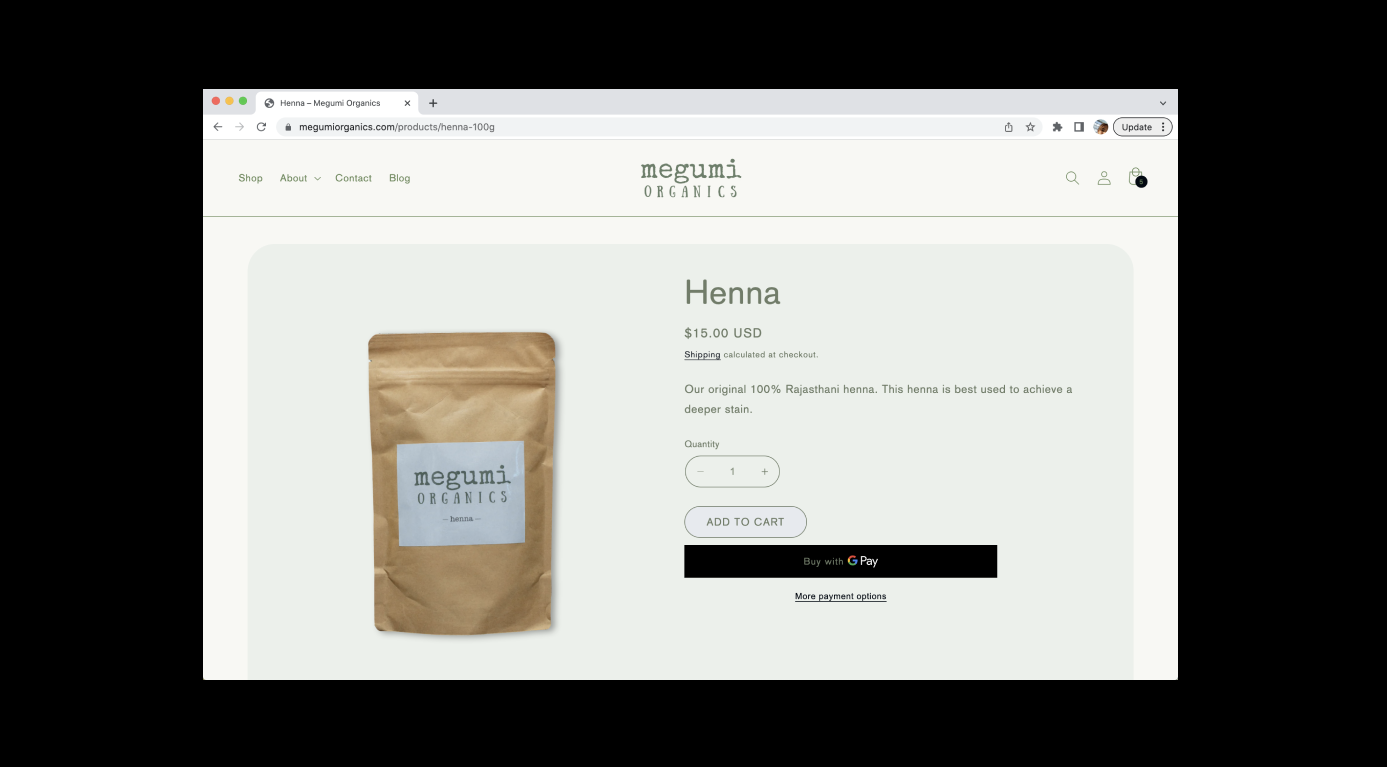 Henna – Megumi Organics
megumiorganics.com/products/henna-100g
Update
Shop
About
Contact
Blog
megumi
ORGANICS
5
Henna
$15.00 USD
Shipping calculated at checkout.
Our original 100% Rajasthani henna. This henna is best used to achieve a
deeper stain.
Quantity
− 1 +
ADD TO CART
Buy with G Pay
More payment options
megumi
ORGANICS
— henna —